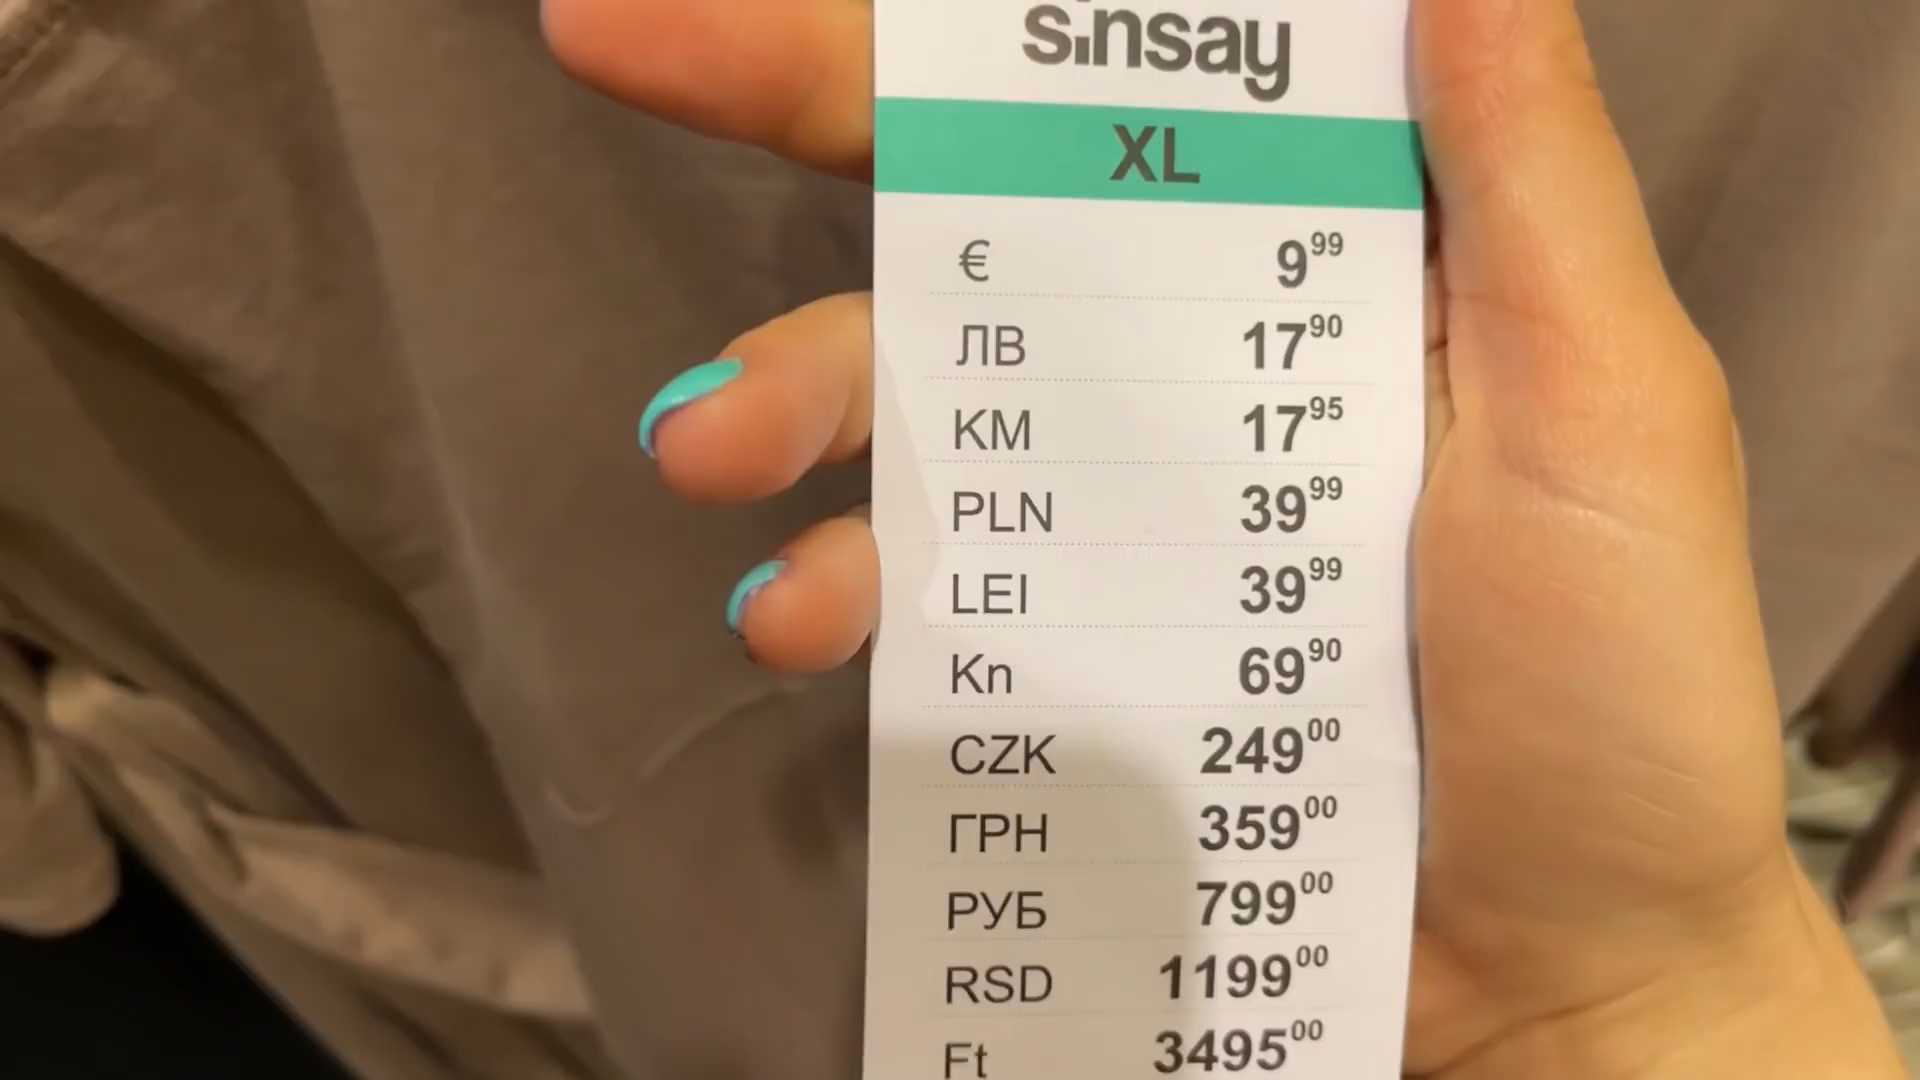 sinsay
XL
€ 9⁹⁹
ЛВ 17⁹⁰
KM 17⁹⁵
PLN 39⁹⁹
LEI 39⁹⁹
Kn 69⁹⁰
CZK 249⁰⁰
ГРН 359⁰⁰
РУБ 799⁰⁰
RSD 1199⁰⁰
Ft 3495⁰⁰